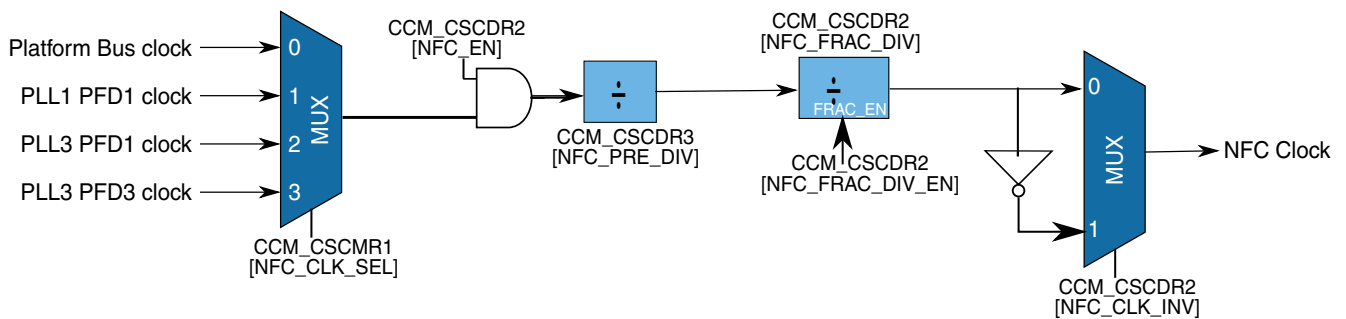 Platform Bus clock
PLL1 PFD1 clock
PLL3 PFD1 clock
PLL3 PFD3 clock
0
1
2
3
MUX
CCM_CSCMR1
[NFC_CLK_SEL]
CCM_CSCDR2
[NFC_EN]
÷
CCM_CSCDR3
[NFC_PRE_DIV]
CCM_CSCDR2
[NFC_FRAC_DIV]
÷
FRAC_EN
CCM_CSCDR2
[NFC_FRAC_DIV_EN]
0
1
MUX
CCM_CSCDR2
[NFC_CLK_INV]
NFC Clock